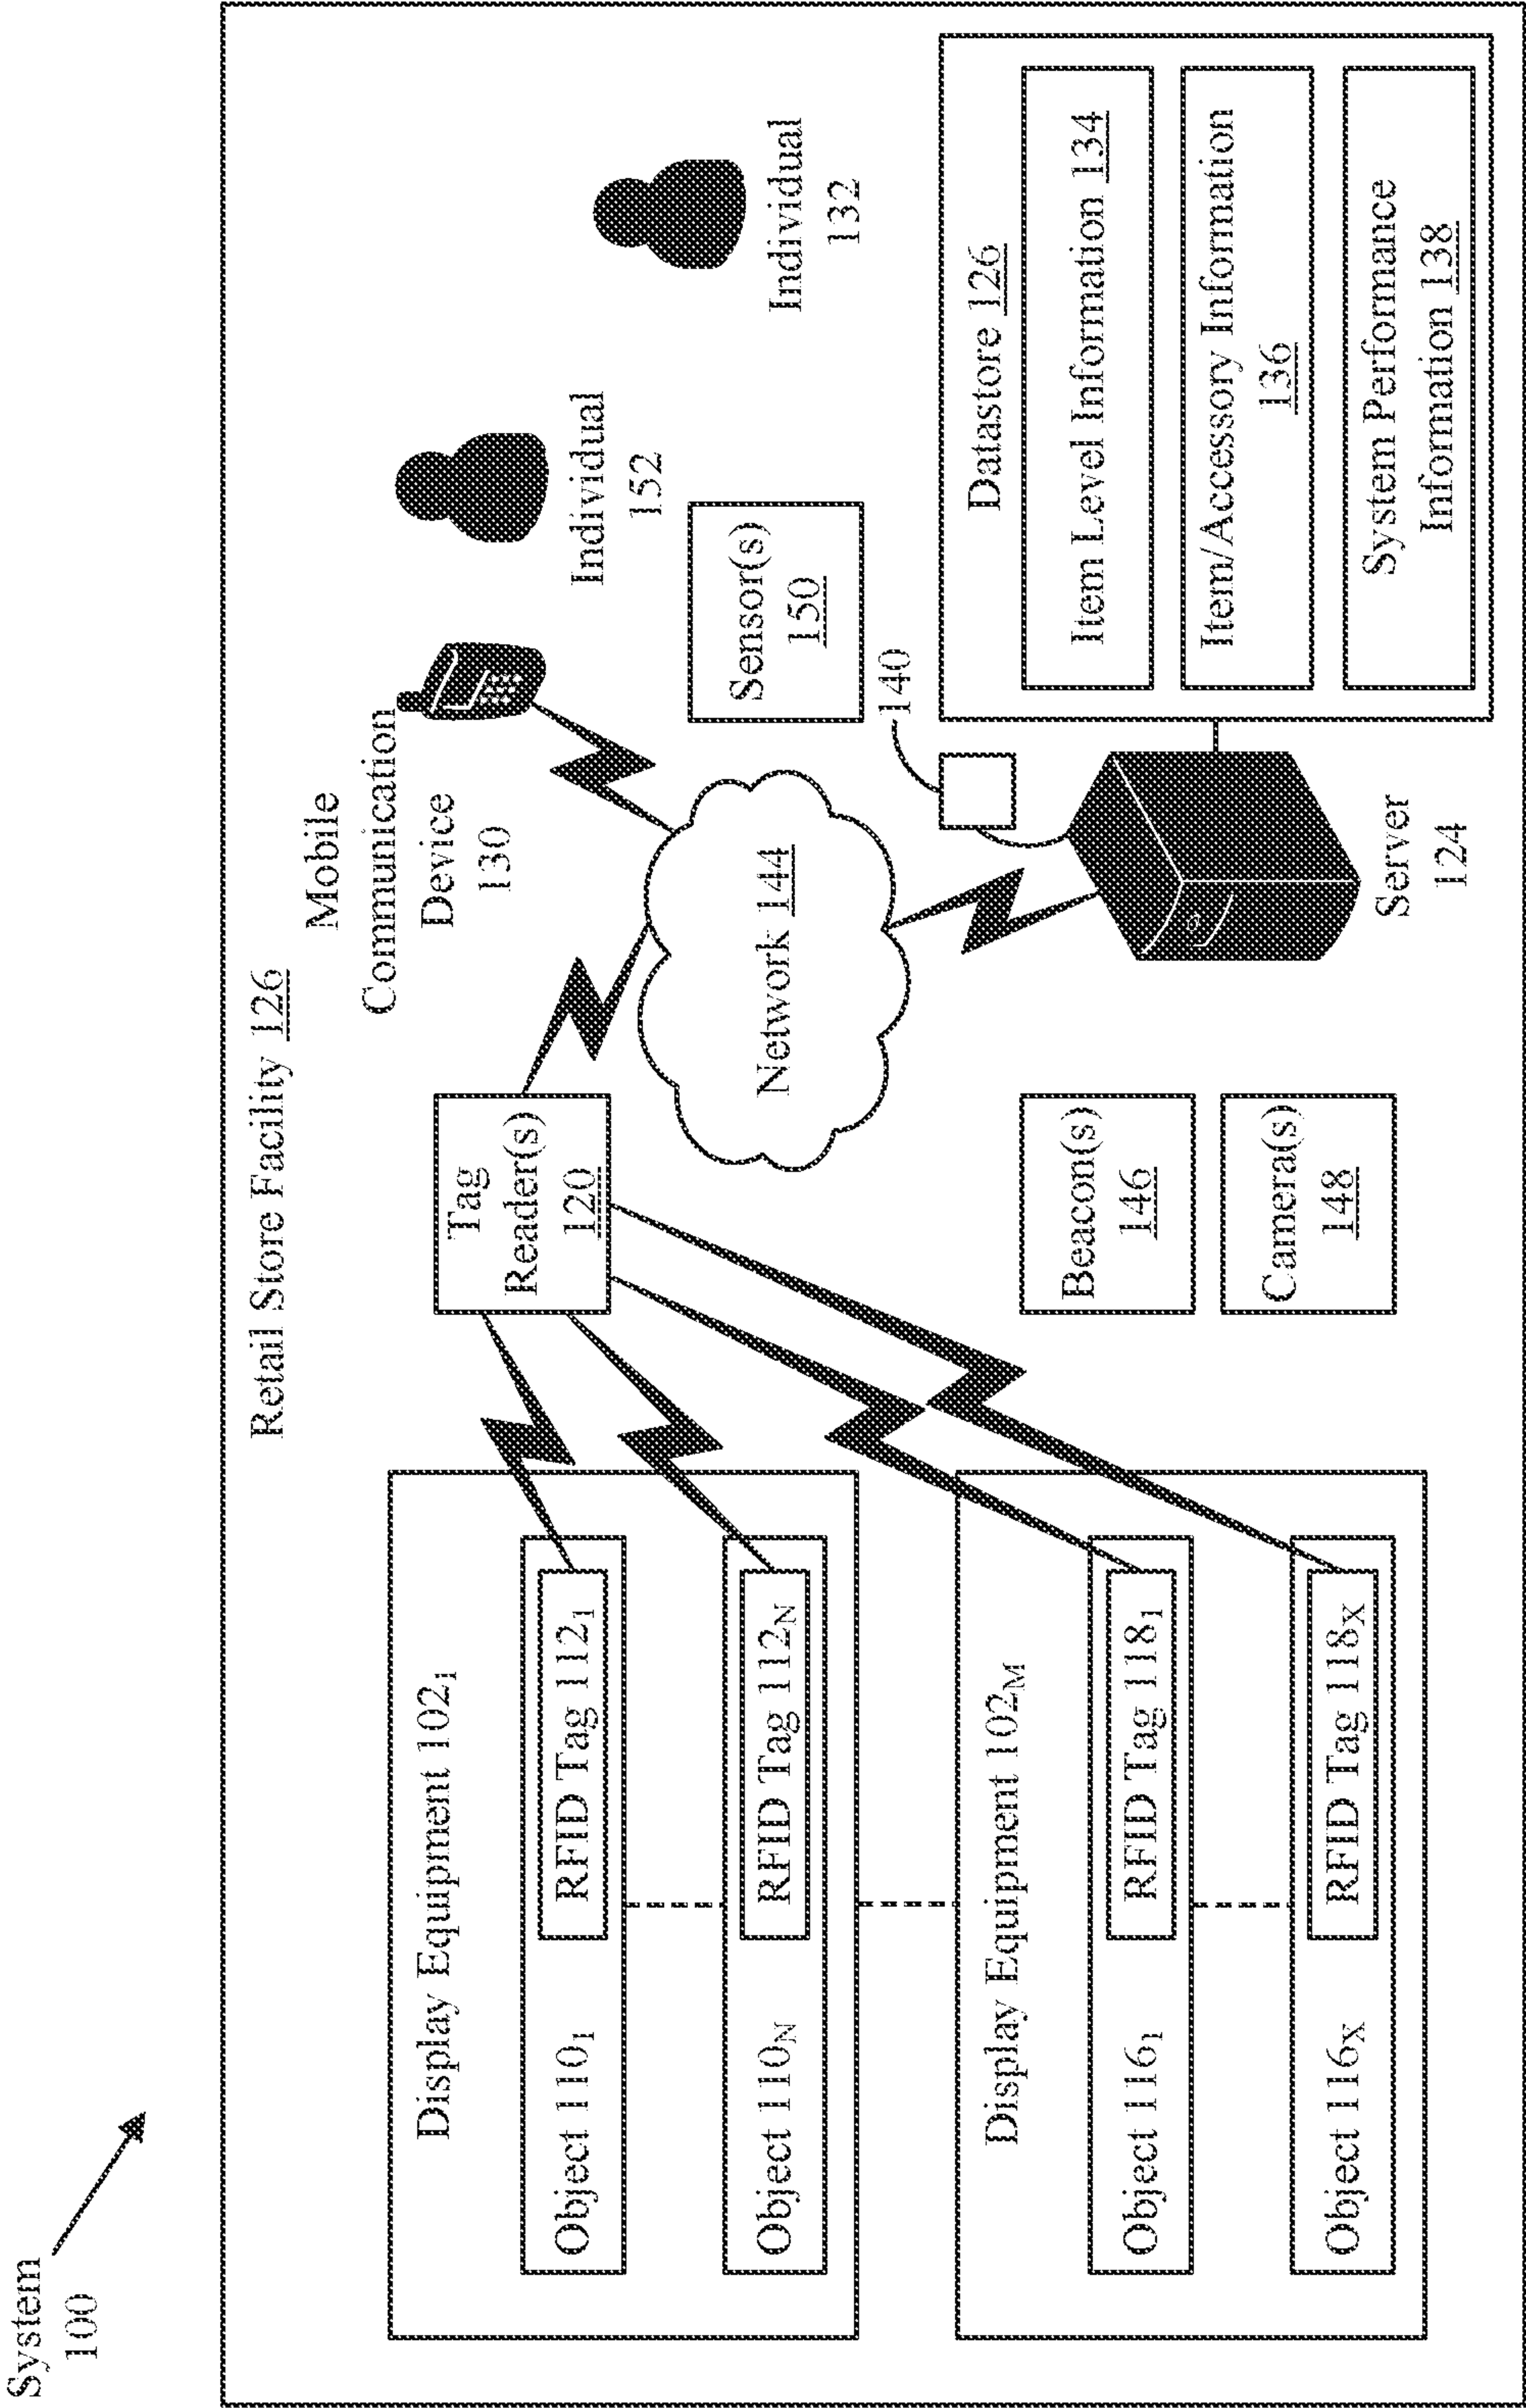 System
100
Retail Store Facility 126
Display Equipment 102₁
Object 110₁
RFID Tag 112₁
Object 110N
RFID Tag 112N
Display Equipment 102M
Object 116₁
RFID Tag 118₁
Object 116X
RFID Tag 118X
Tag
Reader(s)
120
Beacon(s)
146
Camera(s)
148
Mobile
Communication
Device
130
Network 144
Server
124
140
Sensor(s)
150
Individual
152
Individual
132
Datastore 126
Item Level Information 134
Item/Accessory Information
136
System Performance
Information 138